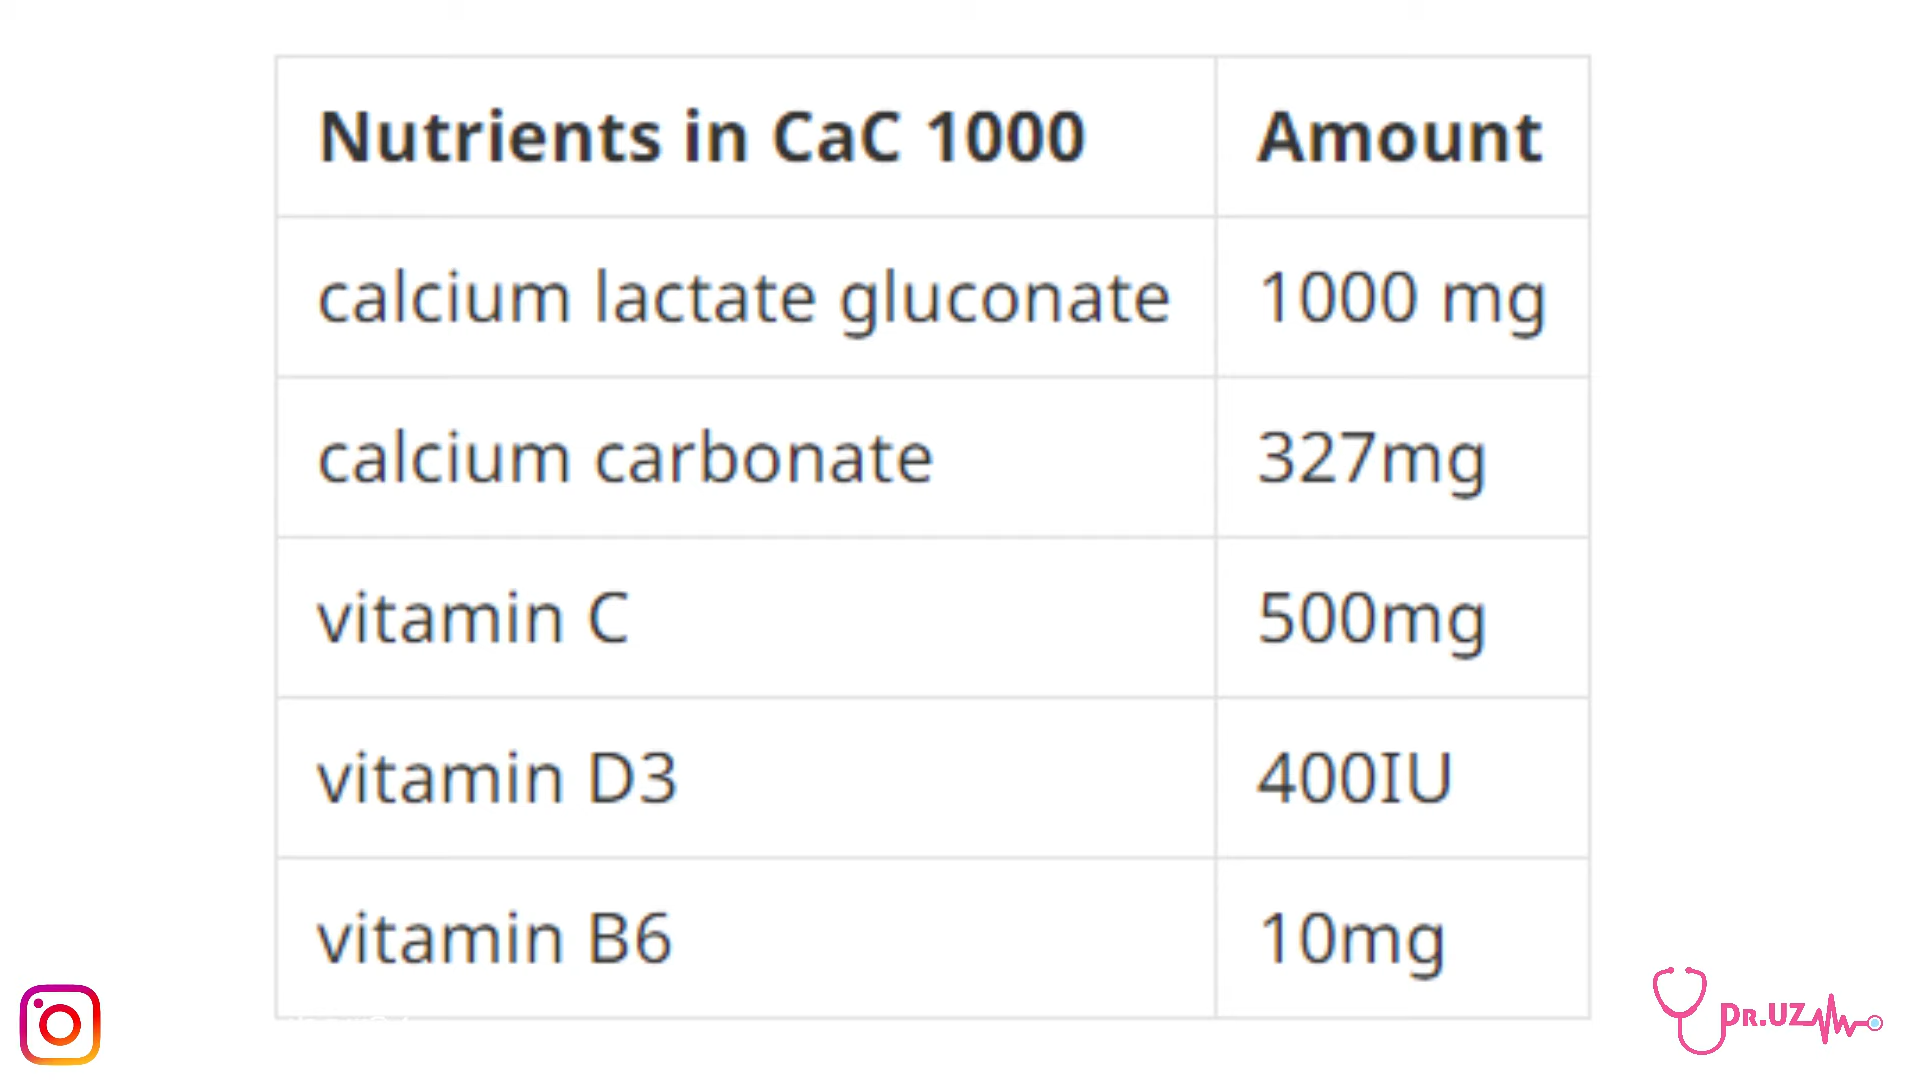 Nutrients in CaC 1000 Amount
calcium lactate gluconate 1000 mg
calcium carbonate 327mg
vitamin C 500mg
vitamin D3 400IU
vitamin B6 10mg
DR.UZ